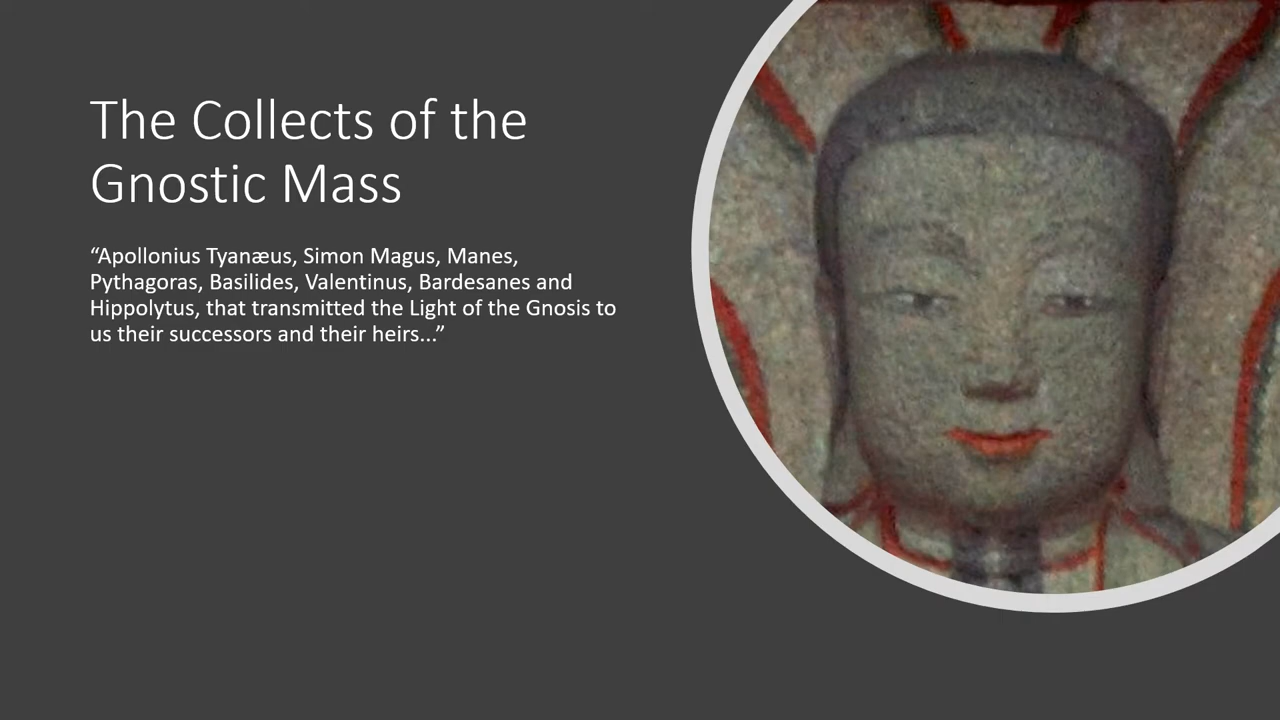 The Collects of the
Gnostic Mass
“Apollonius Tyanæus, Simon Magus, Manes,
Pythagoras, Basilides, Valentinus, Bardesanes and
Hippolytus, that transmitted the Light of the Gnosis to
us their successors and their heirs...”